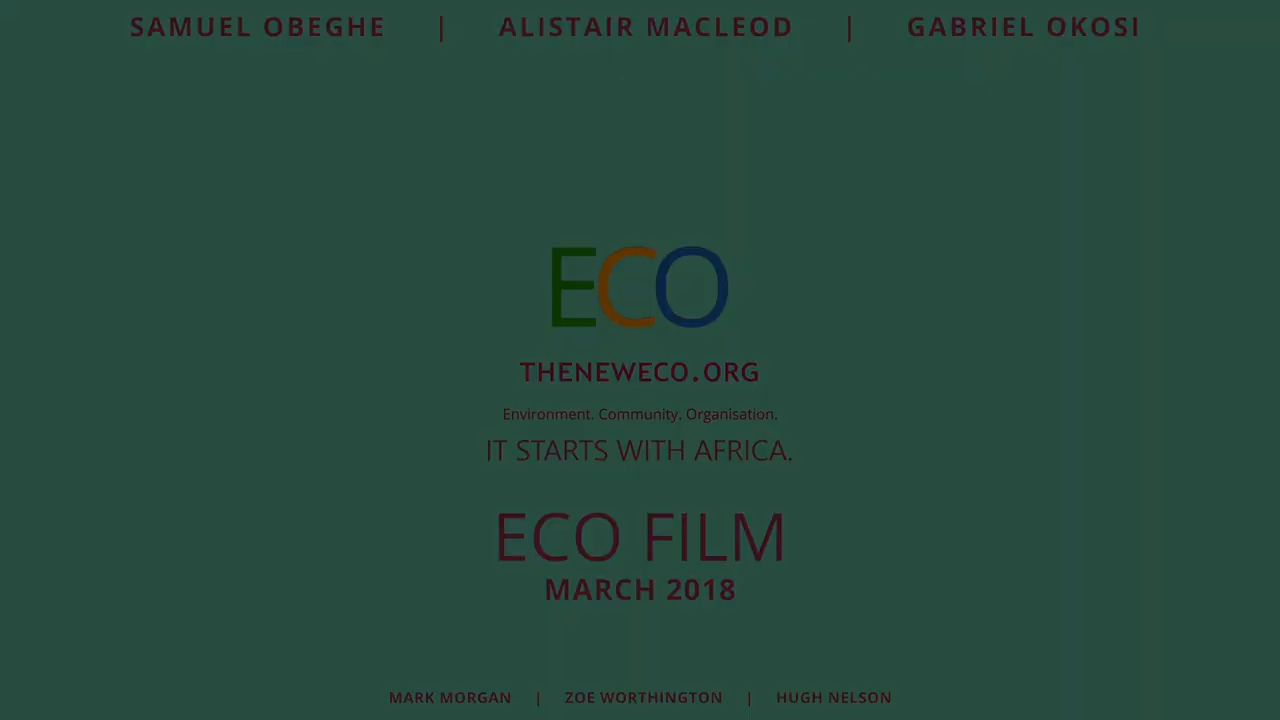 SAMUEL OBEGHE | ALISTAIR MACLEOD | GABRIEL OKOSI
ECO
THENEWECO.ORG
Environment. Community. Organisation.
IT STARTS WITH AFRICA.
ECO FILM
MARCH 2018
MARK MORGAN | ZOE WORTHINGTON | HUGH NELSON